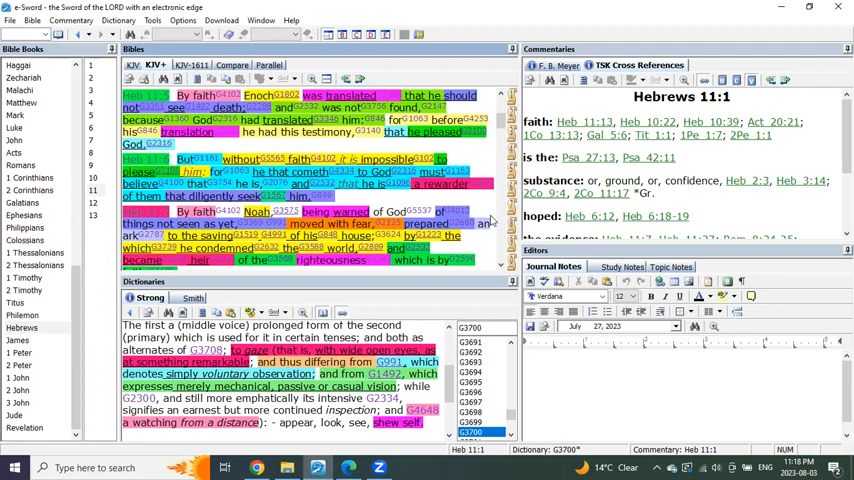 e-Sword - the Sword of the LORD with an electronic edge
File Bible Commentary Dictionary Tools Options Download Window Help
Bible Books
Haggai
Zechariah
Malachi
Matthew
Mark
Luke
John
Acts
Romans
1 Corinthians
2 Corinthians
Galatians
Ephesians
Philippians
Colossians
1 Thessalonians
2 Thessalonians
1 Timothy
2 Timothy
Titus
Philemon
Hebrews
James
1 Peter
2 Peter
1 John
2 John
3 John
Jude
Revelation
1
2
3
4
5
6
7
8
9
10
11
12
13
Bibles
KJV KJV+ KJV-1611 Compare Parallel
Heb 11:5 By faith G4102 Enoch G1802 was translated that he should
not G3361 see G1492 death; G2288 and G2532 was not G3756 found, G2147
because G1360 God had translated G3346 him: for G1063 before G4253
his G846 translation he had this testimony, G3140 that he pleased G2100
God. G2316
Heb 11:6 But G1161 without G5565 faith G4102 it is impossible G102 to
please G2100 him: for G1063 he that cometh G4334 to God G2316 must G1163
believe G4100 that G3754 he is, G2076 and G2532 that he is G1096 a rewarder
of them that diligently seek G1567 him. G846
Heb 11:7 By faith G4102 Noah, G3575 being warned of God G5537 of G4012
things not seen as yet, G3369 G991 moved with fear, G2125 prepared G2680 an
ark G2787 to the saving G1519 G4991 of his G848 house; G3624 by G1223 the
which G3739 he condemned G2632 the G3588 world, G2889 and G2532
became G1096 heir of the G3588 righteousness which is by G2596
Dictionaries
Strong Smith
The first a (middle voice) prolonged form of the second
(primary) which is used for it in certain tenses; and both as
alternates of G3708; to gaze (that is, with wide open eyes, as
at something remarkable; and thus differing from G991, which
denotes simply voluntary observation; and from G1492, which
expresses merely mechanical, passive or casual vision; while
G2300, and still more emphatically its intensive G2334,
signifies an earnest but more continued inspection; and G4648
a watching from a distance): - appear, look, see, shew self.
G3700
G3691
G3692
G3693
G3694
G3695
G3696
G3697
G3698
G3699
G3700
Commentaries
F. B. Meyer TSK Cross References
Hebrews 11:1
faith: Heb 11:13, Heb 10:22, Heb 10:39; Act 20:21;
1Co 13:13; Gal 5:6; Tit 1:1; 1Pe 1:7; 2Pe 1:1
is the: Psa 27:13, Psa 42:11
substance: or, ground, or, confidence, Heb 2:3, Heb 3:14;
2Co 9:4, 2Co 11:17 *Gr.
hoped: Heb 6:12, Heb 6:18-19
Editors
Journal Notes Study Notes Topic Notes
Verdana 12 B I U A
July 27, 2023
1 2 3 4 5
Heb 11:1 Dictionary: G3700* Commentary: Heb 11:1 NUM
Type here to search
14°C Clear
ENG
11:18 PM
2023-08-03